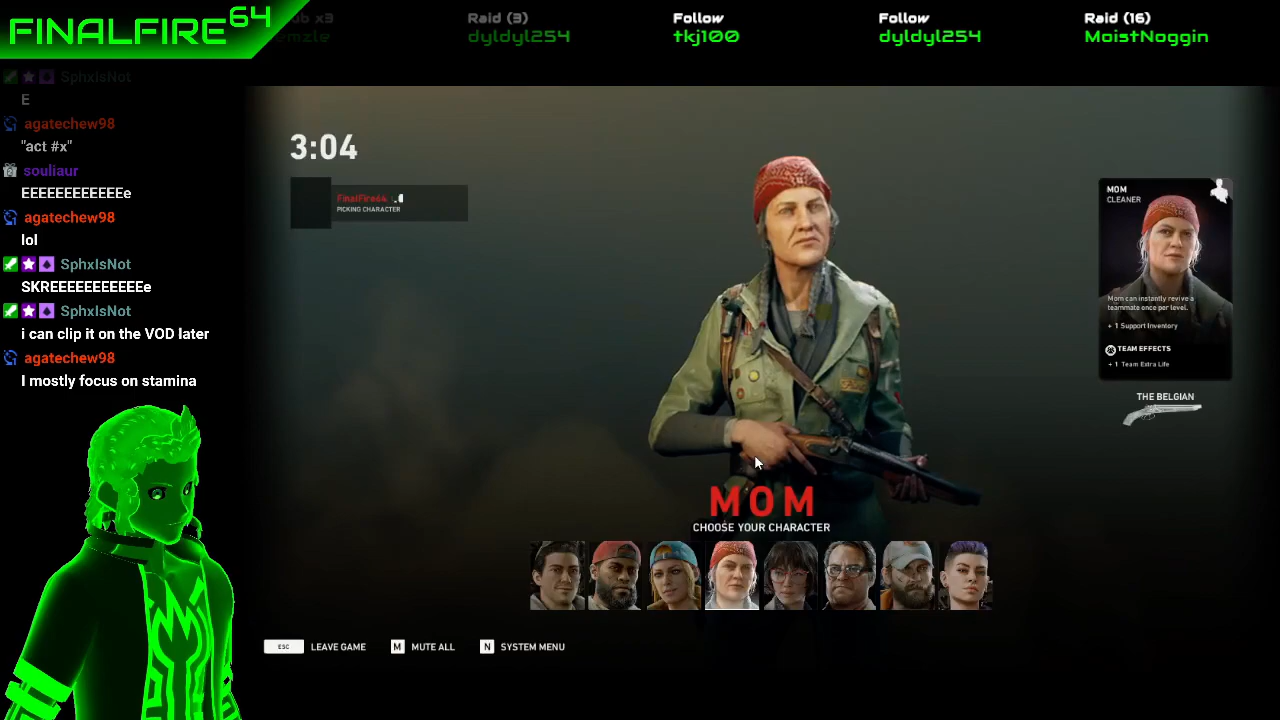 FINALFIRE64
Raid (3)
Follow
Follow
Raid (16)
dyldyl254
tkj100
dyldyl254
MoistNoggin
SphxIsNot
E
agatechew98
"act #x"
souliaur
EEEEEEEEEEEEe
agatechew98
lol
SphxIsNot
SKREEEEEEEEEEe
SphxIsNot
i can clip it on the VOD later
agatechew98
I mostly focus on stamina
3:04
FinalFire64
PICKING CHARACTER
MOM
CLEANER
Mom can instantly revive a
teammate once per level.
+ 1 Support Inventory
TEAM EFFECTS
+ 1 Team Extra Life
THE BELGIAN
MOM
CHOOSE YOUR CHARACTER
ESC LEAVE GAME M MUTE ALL N SYSTEM MENU